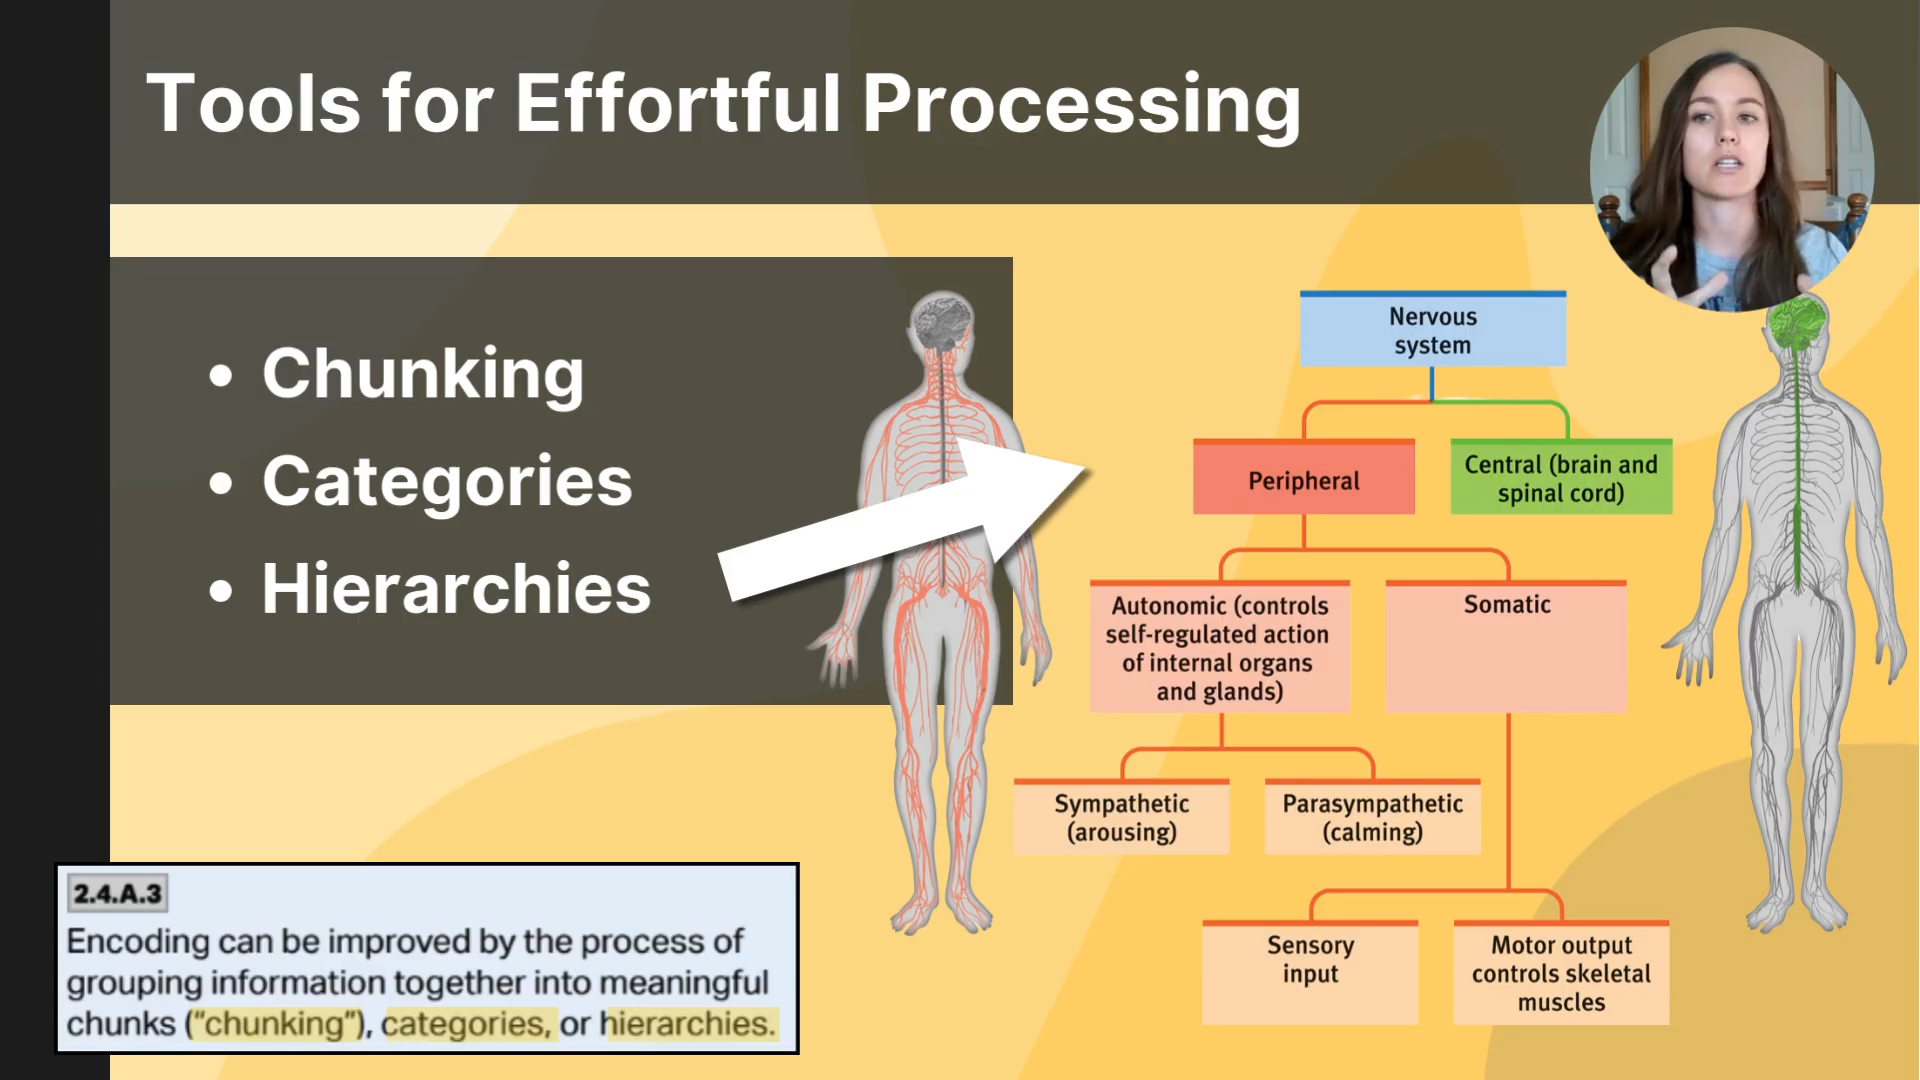 Tools for Effortful Processing
• Chunking
• Categories
• Hierarchies
Nervous
system
Peripheral
Central (brain and
spinal cord)
Autonomic (controls
self-regulated action
of internal organs
and glands)
Somatic
Sympathetic
(arousing)
Parasympathetic
(calming)
Sensory
input
Motor output
controls skeletal
muscles
2.4.A.3
Encoding can be improved by the process of
grouping information together into meaningful
chunks (“chunking”), categories, or hierarchies.